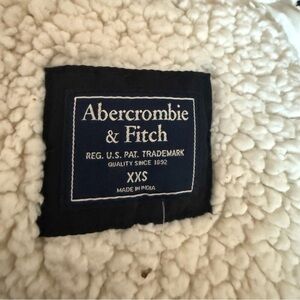 Abercrombie
& Fitch
REG. U.S. PAT. TRADEMARK
QUALITY SINCE 1892
XXS
MADE IN INDIA